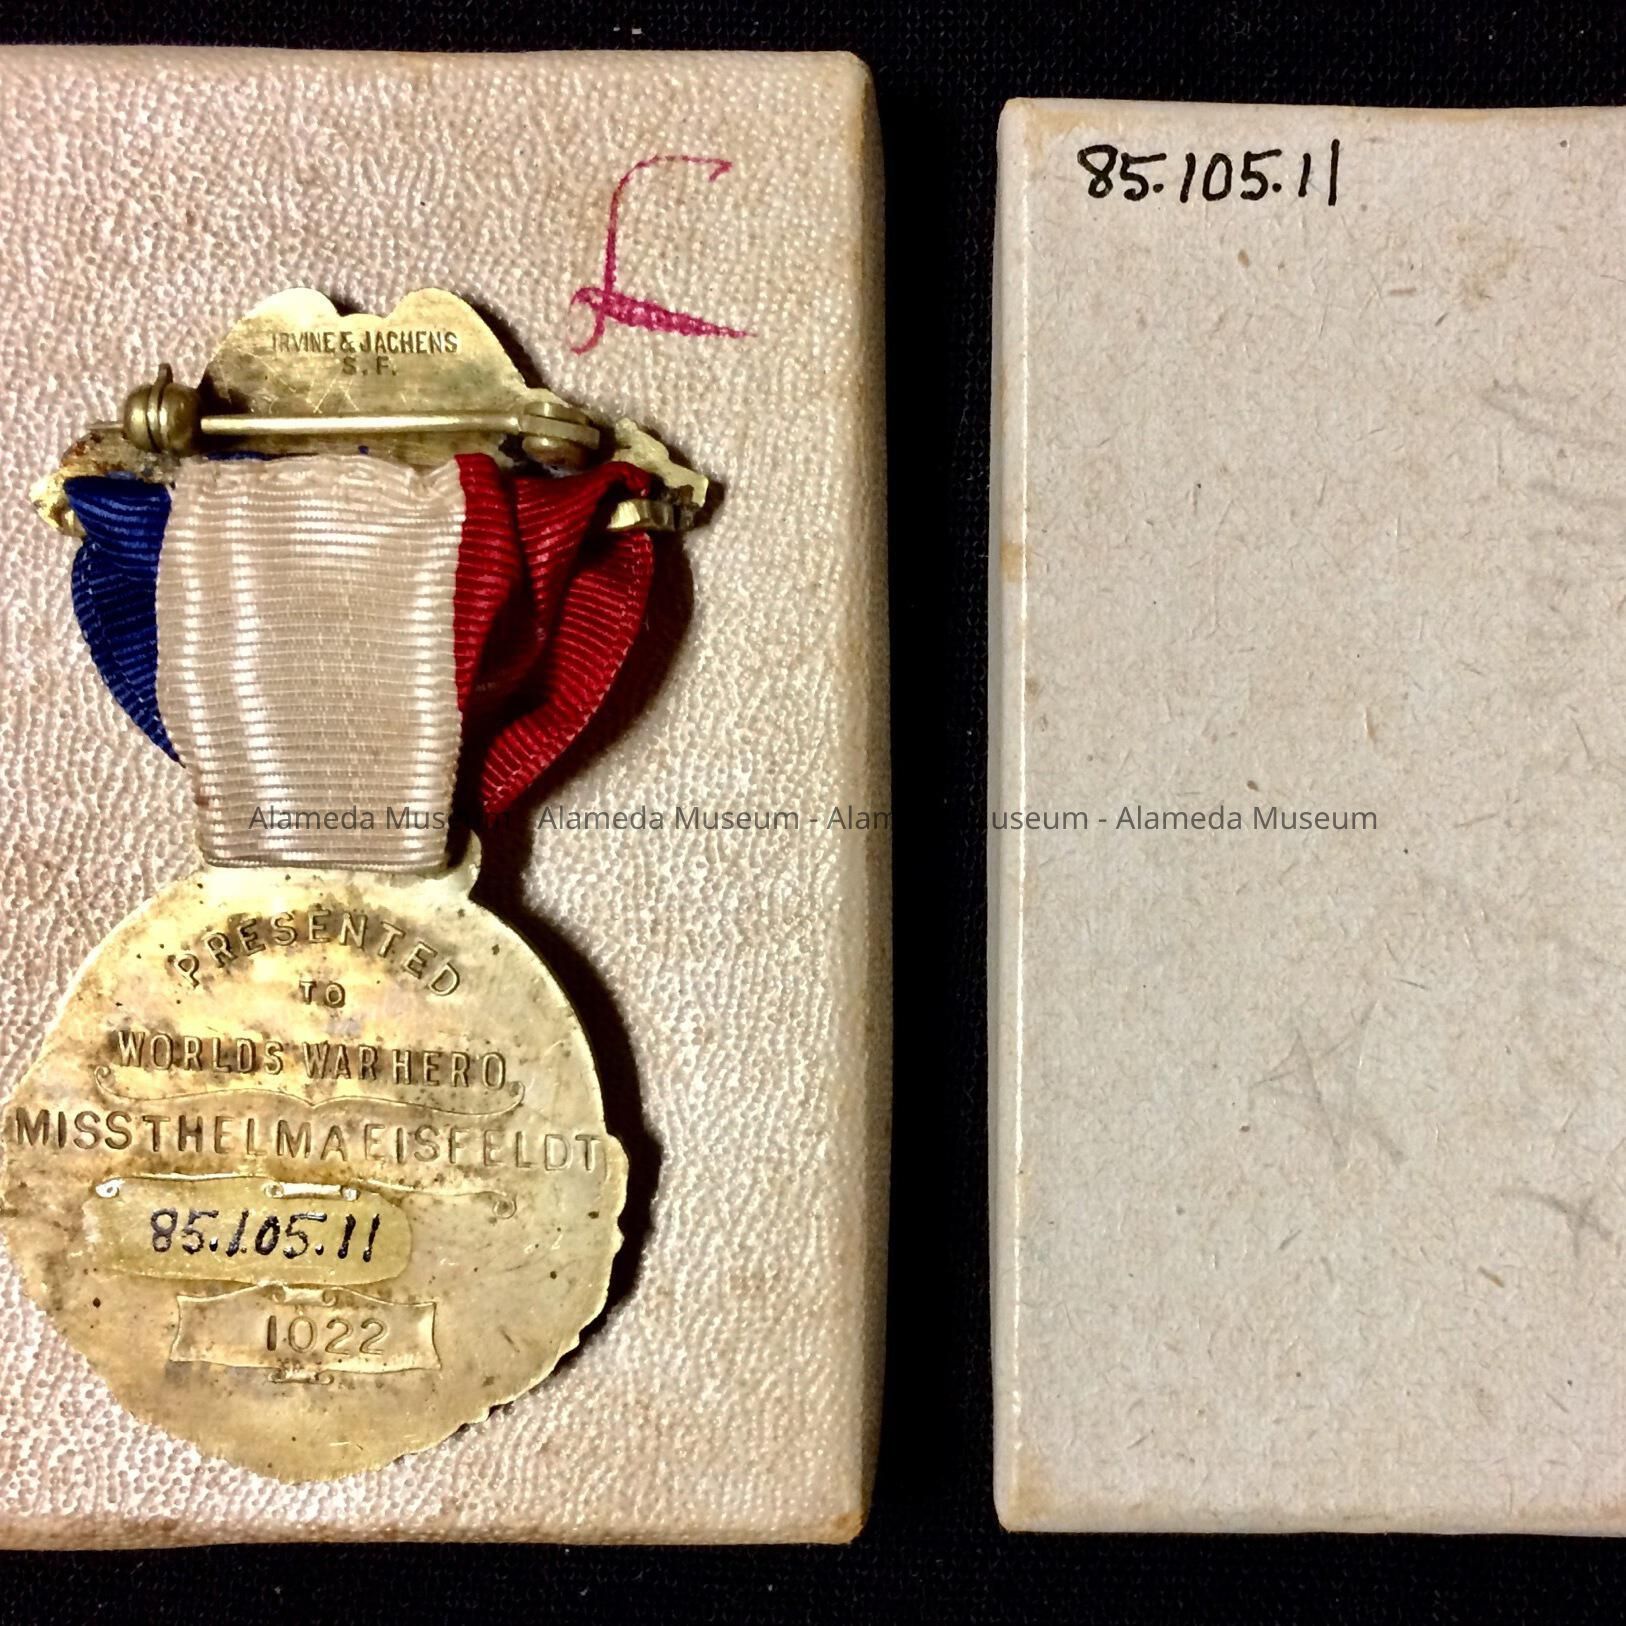 85.105.11
IRVINE & JACHENS
S. F.
Alameda Museum - Alameda Museum - Alameda Museum - Alameda Museum
PRESENTED
TO
WORLDS WAR HERO
MISS THELMA EISFELDT
85.105.11
1022